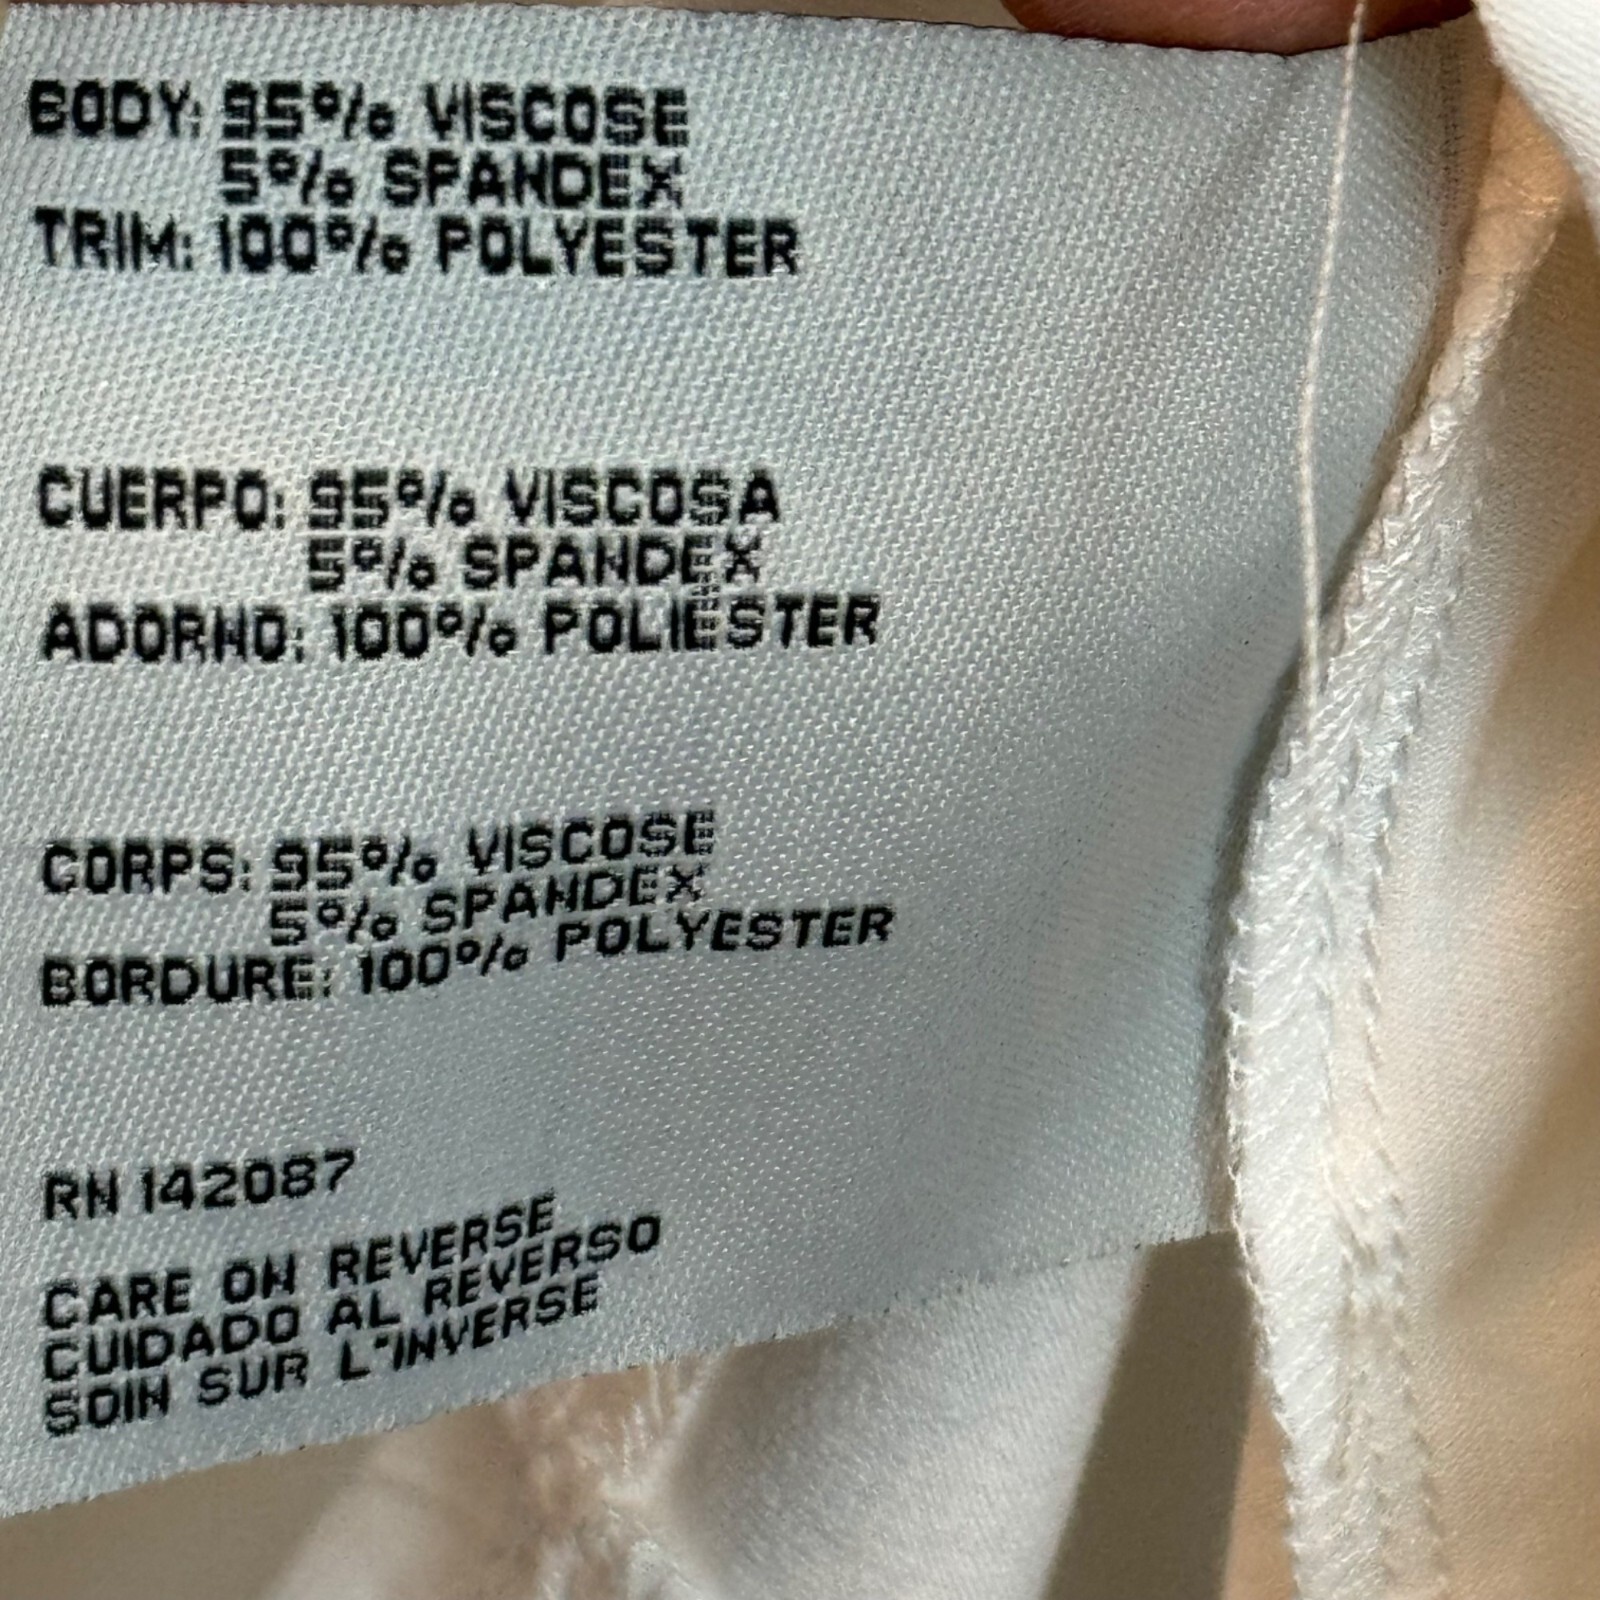 BODY: 95% VISCOSE
5% SPANDEX
TRIM: 100% POLYESTER
CUERPO: 95% VISCOSA
5% SPANDEX
ADORNO: 100% POLIESTER
CORPS: 95% VISCOSE
5% SPANDEX
BORDURE: 100% POLYESTER
RN 142087
CARE ON REVERSE
CUIDADO AL REVERSO
SOIN SUR L'INVERSE